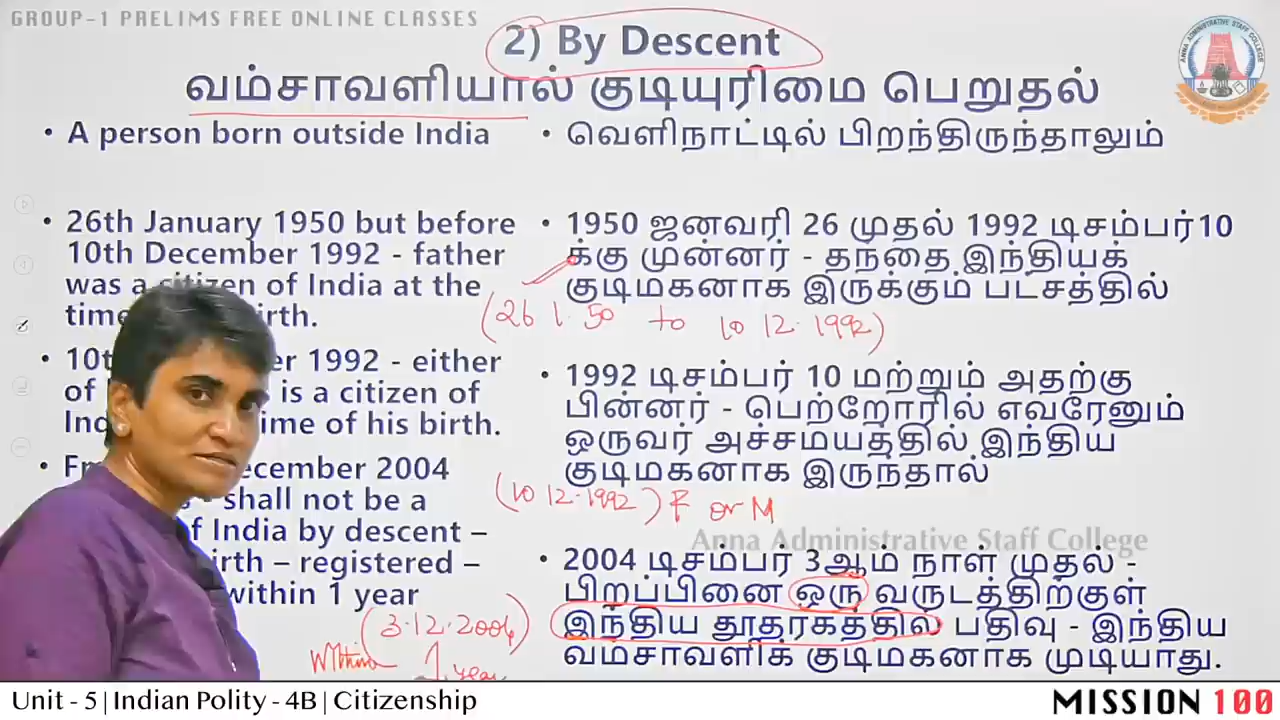 GROUP-1 PRELIMS FREE ONLINE CLASSES
2) By Descent
வம்சாவளியால் குடியுரிமை பெறுதல்
• A person born outside India
• 26th January 1950 but before
10th December 1992 - father
was a citizen of India at the
time birth.
• 10t er 1992 - either
of is a citizen of
Ind ime of his birth.
• ecember 2004
- shall not be a
f India by descent –
irth – registered –
within 1 year
(3.12.2004)
Within 1 year
• வெளிநாட்டில் பிறந்திருந்தாலும்
• 1950 ஜனவரி 26 முதல் 1992 டிசம்பர்10
க்கு முன்னர் - தந்தை இந்தியக்
குடிமகனாக இருக்கும் பட்சத்தில்
(26 1. 50 to 10 12. 1992)
• 1992 டிசம்பர் 10 மற்றும் அதற்கு
பின்னர் - பெற்றோரில் எவரேனும்
ஒருவர் அச்சமயத்தில் இந்திய
குடிமகனாக இருந்தால்
(10 12.1992) F or M
Anna Administrative Staff College
• 2004 டிசம்பர் 3ஆம் நாள் முதல் -
பிறப்பினை ஒரு வருடத்திற்குள்
இந்திய தூதரகத்தில் பதிவு - இந்திய
வம்சாவளிக் குடிமகனாக முடியாது.
Unit - 5 | Indian Polity - 4B | Citizenship
MISSION 100